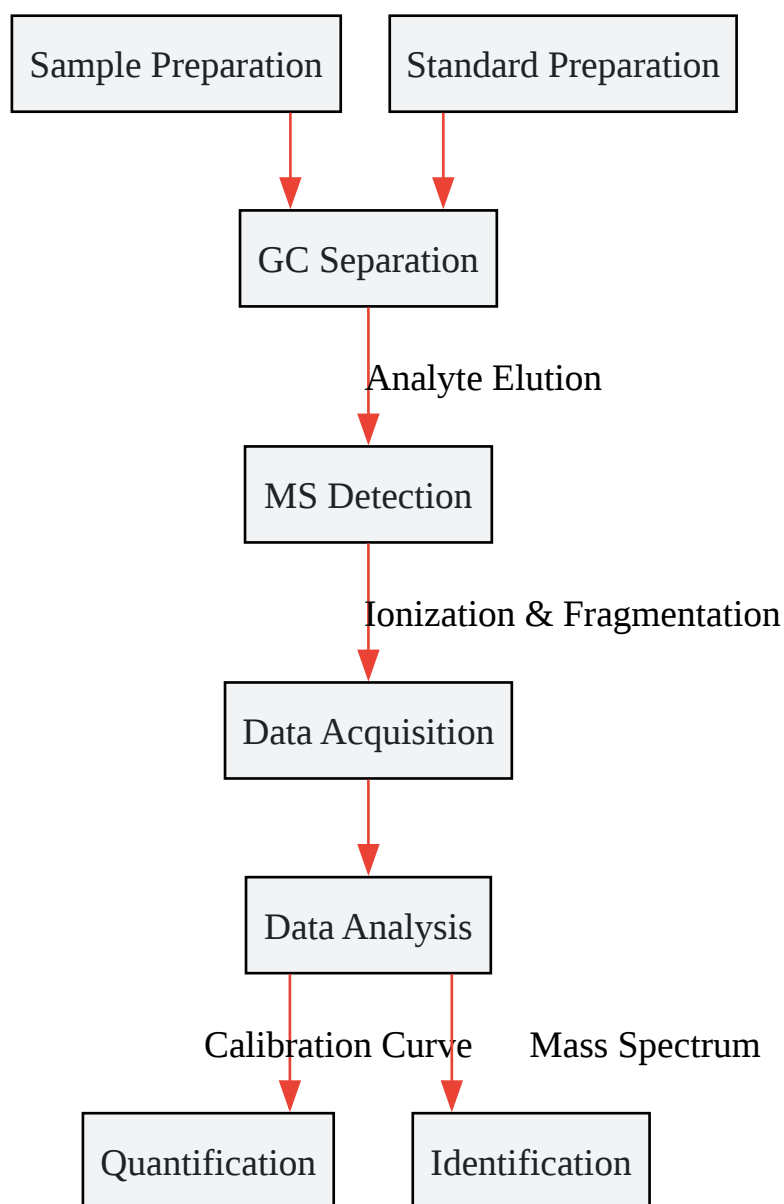 Sample Preparation
Standard Preparation
GC Separation
Analyte Elution
MS Detection
Ionization & Fragmentation
Data Acquisition
Data Analysis
Calibration Curve
Mass Spectrum
Quantification
Identification